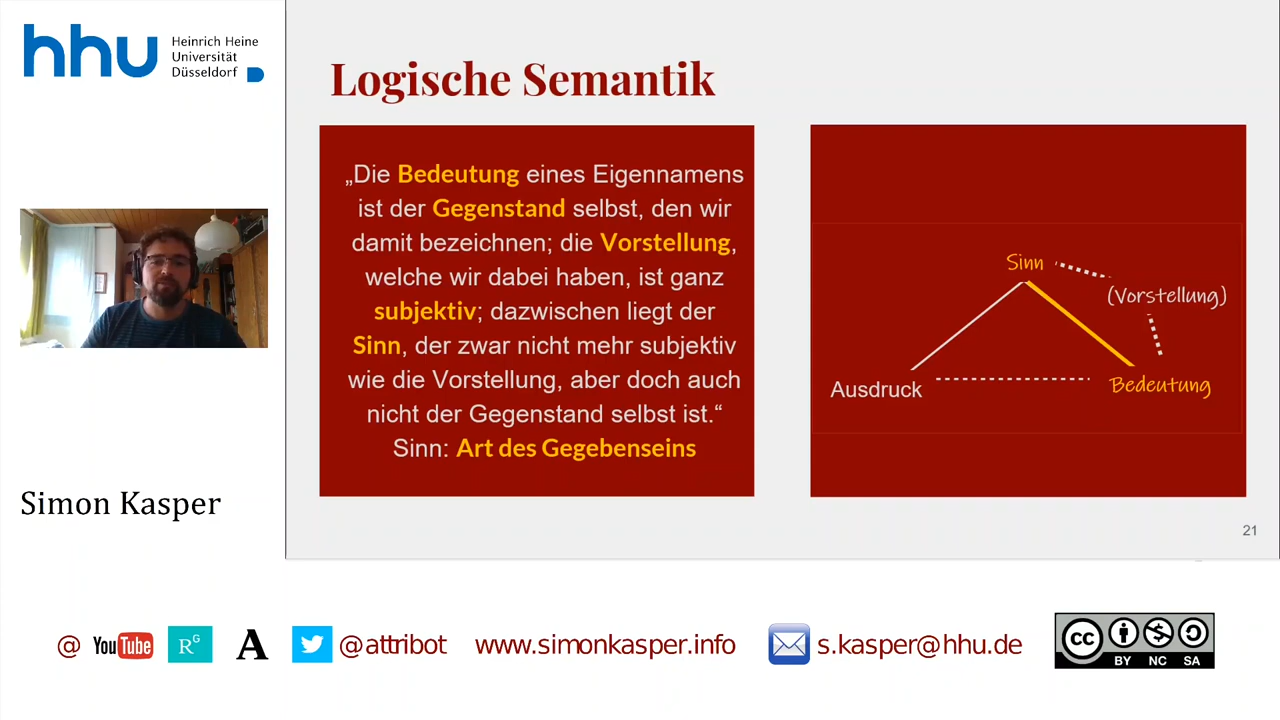 hhu
Heinrich Heine
Universität
Düsseldorf
Simon Kasper
Logische Semantik
„Die Bedeutung eines Eigennamens
ist der Gegenstand selbst, den wir
damit bezeichnen; die Vorstellung,
welche wir dabei haben, ist ganz
subjektiv; dazwischen liegt der
Sinn, der zwar nicht mehr subjektiv
wie die Vorstellung, aber doch auch
nicht der Gegenstand selbst ist.“
Sinn: Art des Gegebenseins
Sinn
(Vorstellung)
Ausdruck
Bedeutung
21
@ YouTube RG A @attribot www.simonkasper.info s.kasper@hhu.de
cc
BY NC SA